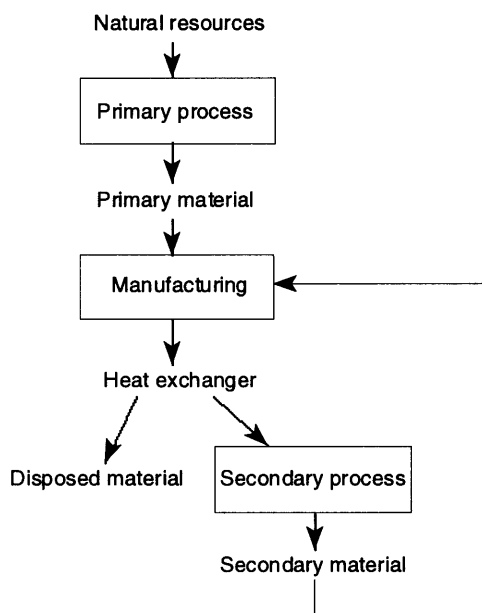 Natural resources
Primary process
Primary material
Manufacturing
Heat exchanger
Disposed material
Secondary process
Secondary material